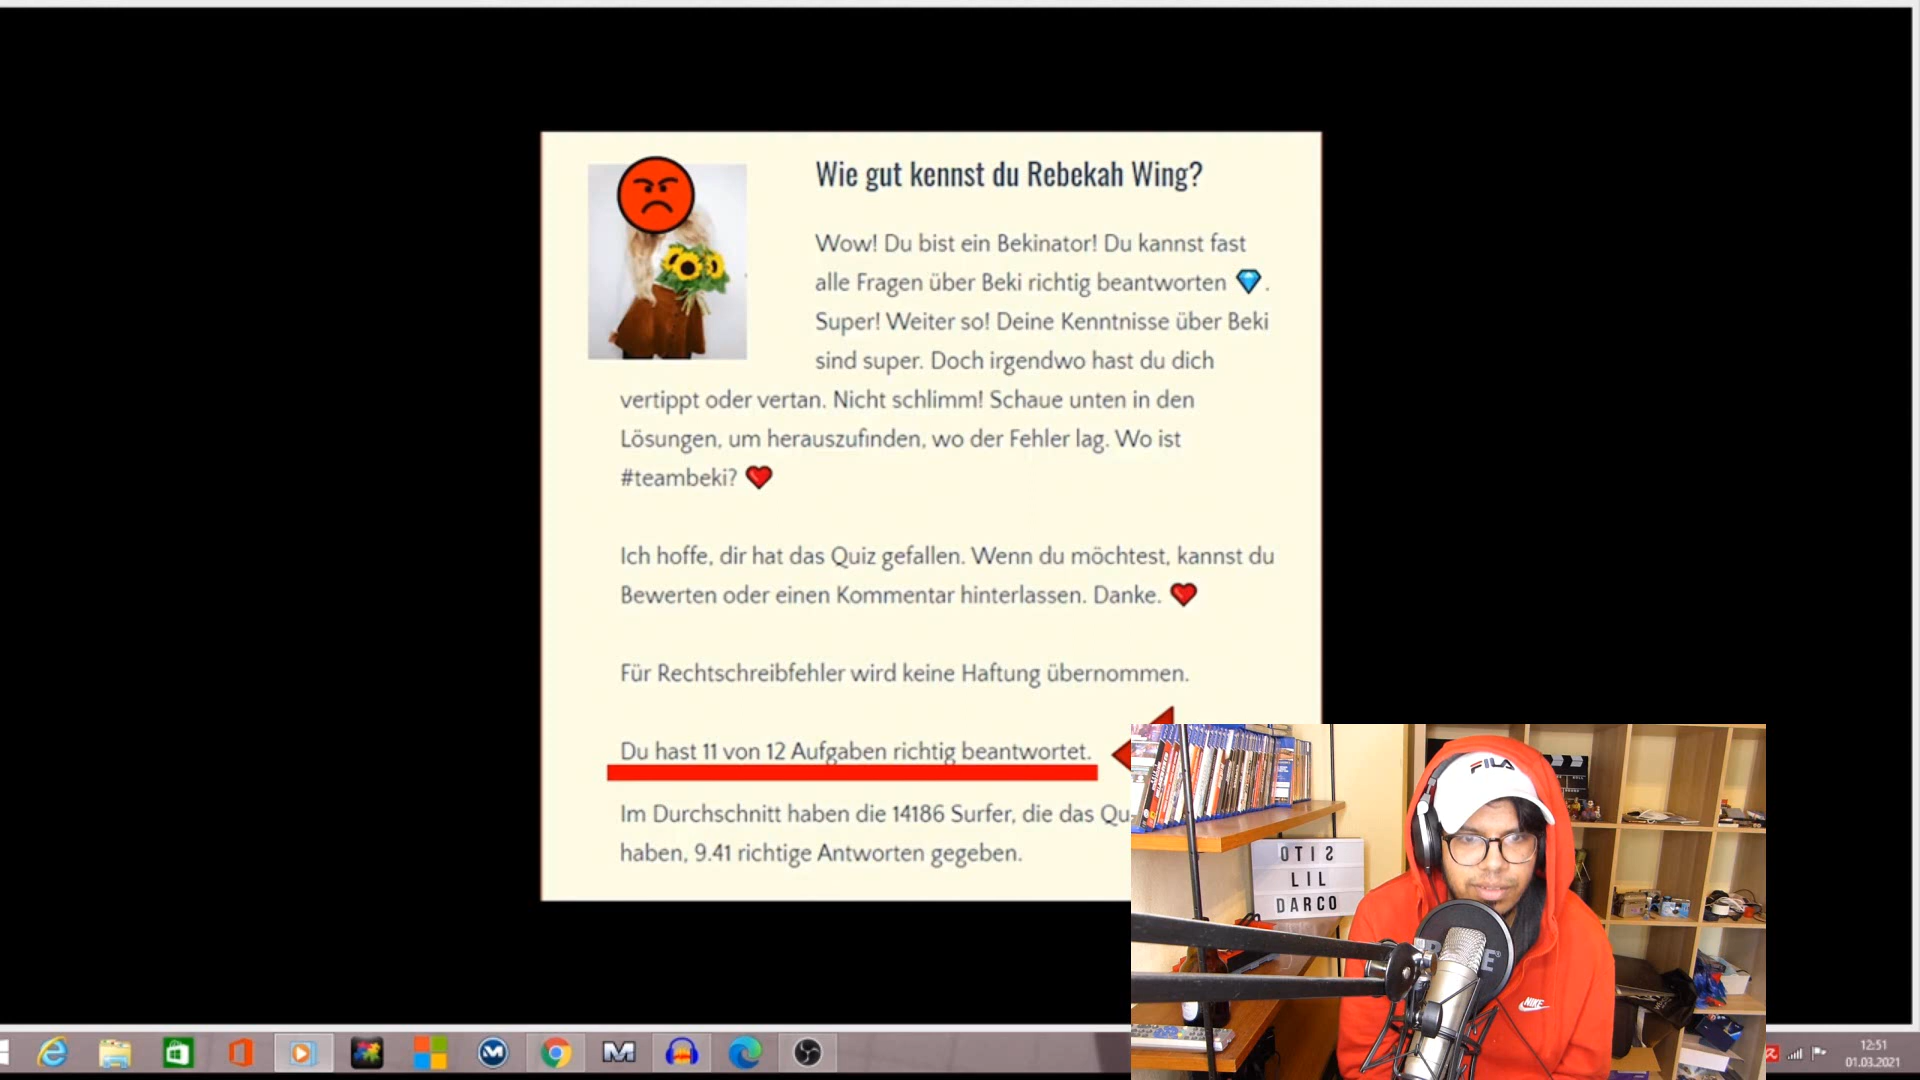 Wie gut kennst du Rebekah Wing?
Wow! Du bist ein Bekinator! Du kannst fast
alle Fragen über Beki richtig beantworten 💎.
Super! Weiter so! Deine Kenntnisse über Beki
sind super. Doch irgendwo hast du dich
vertippt oder vertan. Nicht schlimm! Schaue unten in den
Lösungen, um herauszufinden, wo der Fehler lag. Wo ist
#teambeki? ❤
Ich hoffe, dir hat das Quiz gefallen. Wenn du möchtest, kannst du
Bewerten oder einen Kommentar hinterlassen. Danke. ❤
Für Rechtschreibfehler wird keine Haftung übernommen.
Du hast 11 von 12 Aufgaben richtig beantwortet.
Im Durchschnitt haben die 14186 Surfer, die das Qu
haben, 9.41 richtige Antworten gegeben.
FILA
OTI2
LIL
DARCO
NIKE
12:51
01.03.2021